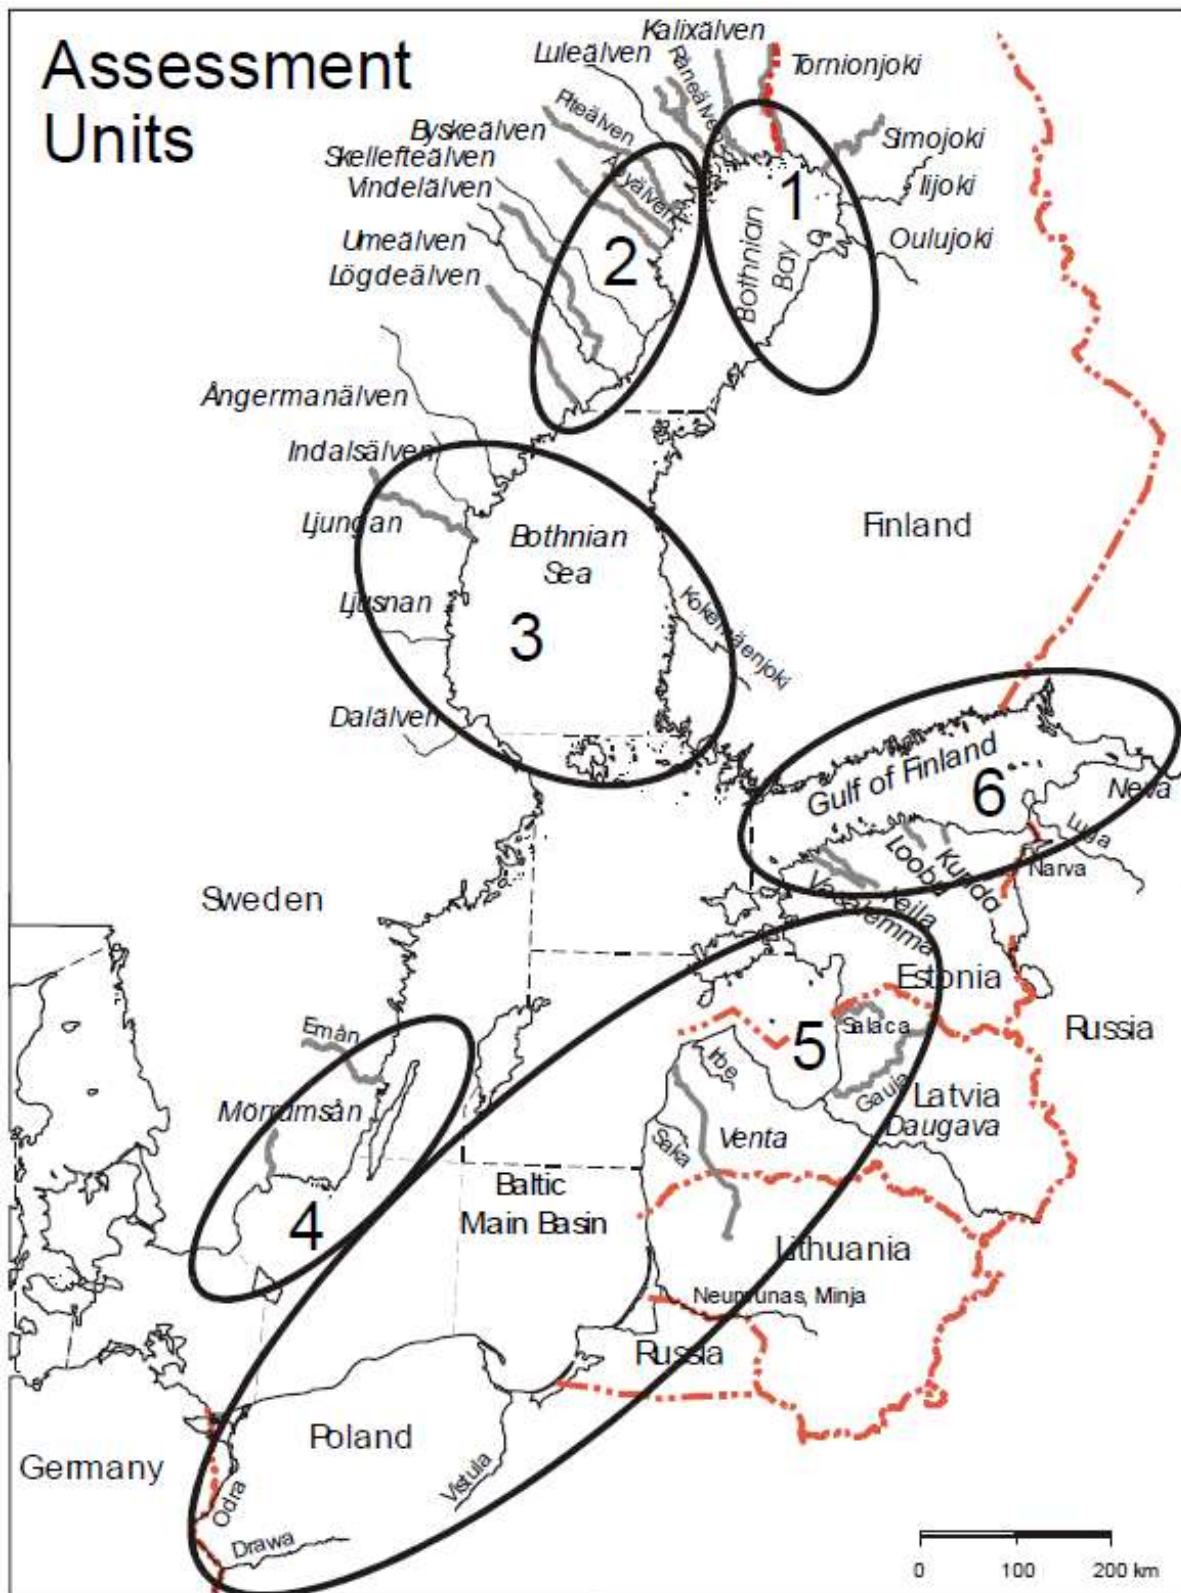 Assessment
Units
Kalixälven
Luleälven
Råneälven
Tornionjoki
Piteälven
Byskeälven
Simojoki
Skellefteälven
Åbyälven
Iijoki
Vindelälven
1
Umeälven
2
Bothnian
Bay
Oulujoki
Lögdeälven
Ångermanälven
Indalsälven
Ljungan
Bothnian
Sea
Finland
Ljusnan
3
Kokemäenjoki
Dalälven
Gulf of Finland
6
Neva
Luga
Narva
Loobu
Kunda
Keila
Vasalemma
Sweden
Estonia
Russia
Emån
5
Salaca
Irbe
Gauja
Latvia
Mörrumsån
Daugava
Saka
Venta
Baltic
Main Basin
4
Lithuania
Neumunas, Minja
Russia
Poland
Germany
Vistula
Odra
Drawa
0 100 200 km